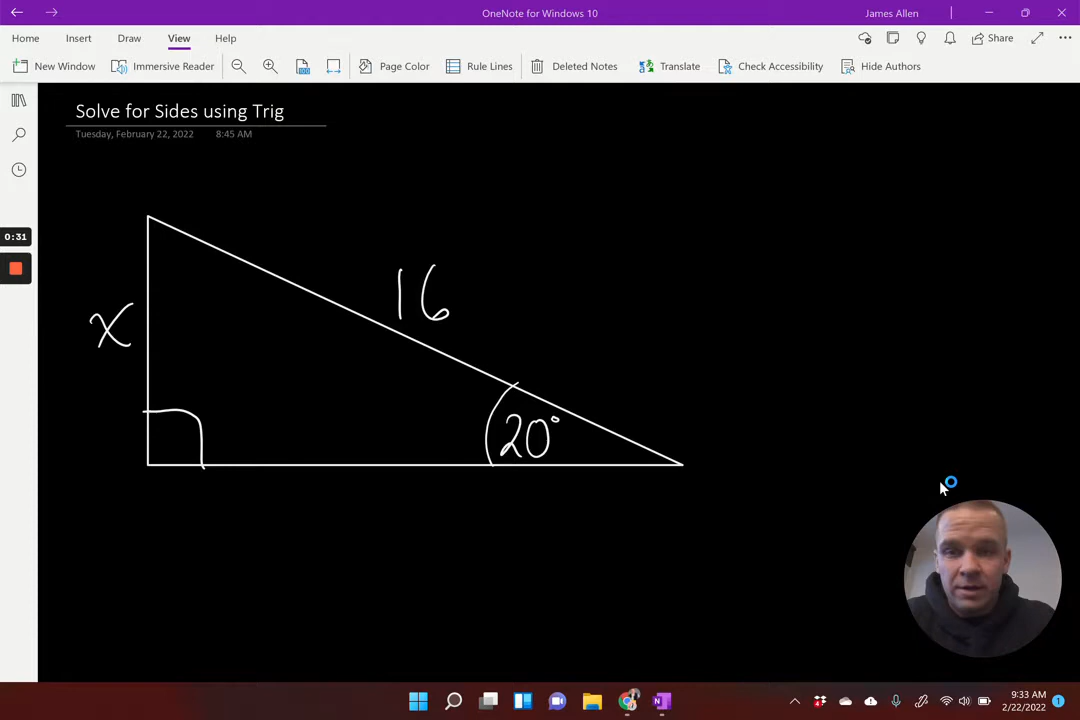 OneNote for Windows 10
James Allen
Home Insert Draw View Help
Share
New Window Immersive Reader Page Color Rule Lines Deleted Notes Translate Check Accessibility Hide Authors
Solve for Sides using Trig
Tuesday, February 22, 2022 8:45 AM
0:31
16
x
20°
9:33 AM
2/22/2022